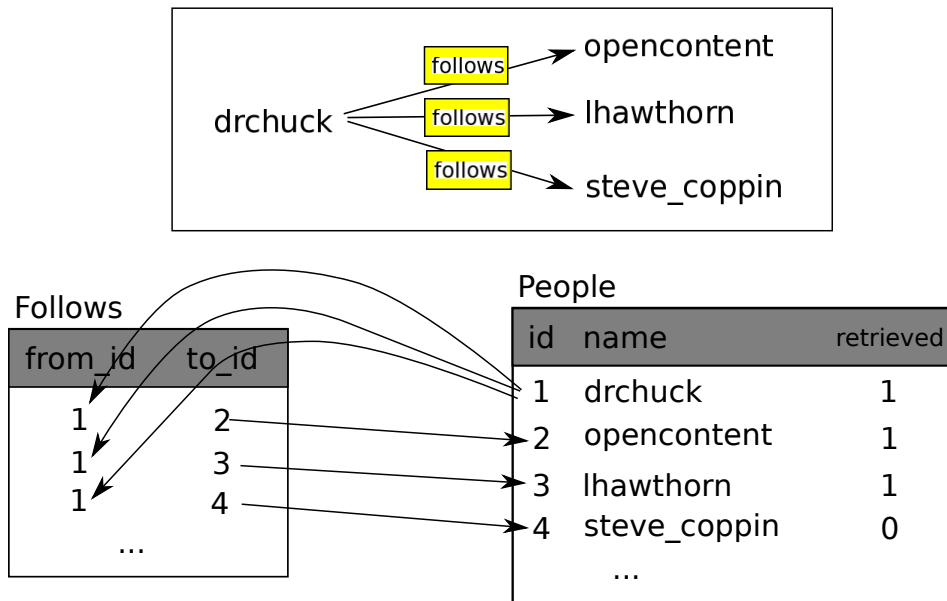 opencontent
follows
drchuck
follows
lhawthorn
follows
steve_coppin
Follows
from_id to_id
1 2
1 3
1 4
...
People
id name retrieved
1 drchuck 1
2 opencontent 1
3 lhawthorn 1
4 steve_coppin 0
...